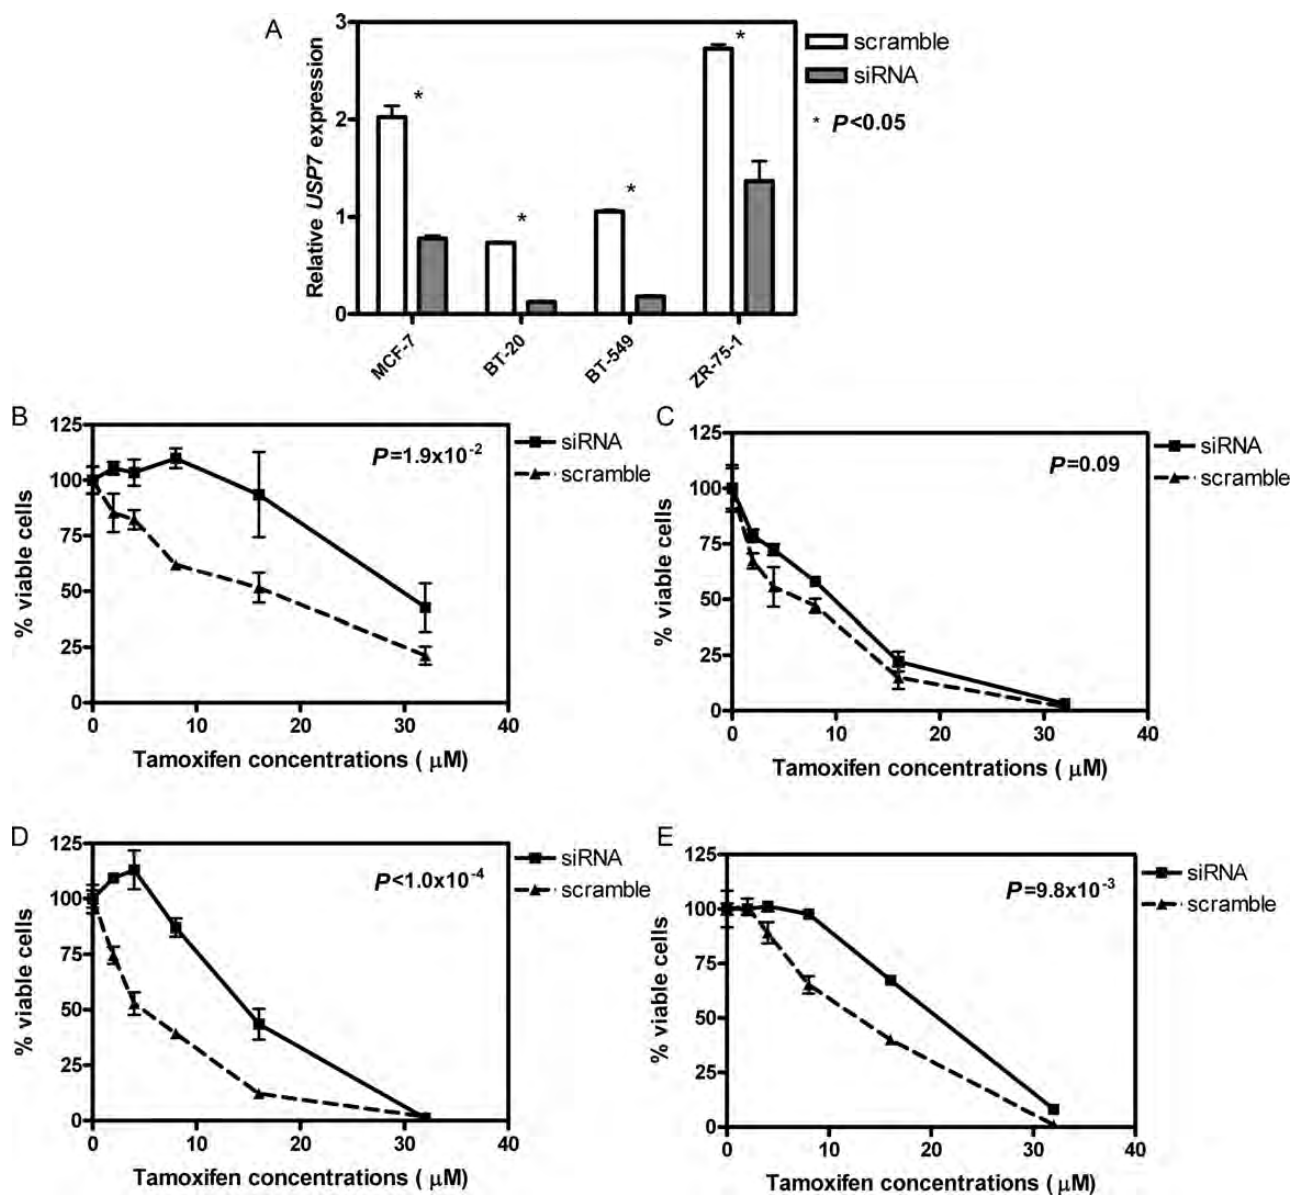 A
3
2
1
0
Relative USP7 expression
scramble
siRNA
* P<0.05
*
*
*
*
MCF-7
BT-20
BT-549
ZR-75-1
B
125
100
75
50
25
0
% viable cells
P=1.9x10-2
siRNA
scramble
0 10 20 30 40
Tamoxifen concentrations ( μM)
C
125
100
75
50
25
0
% viable cells
P=0.09
siRNA
scramble
0 10 20 30 40
Tamoxifen concentrations ( μM)
D
125
100
75
50
25
0
% viable cells
P<1.0x10-4
siRNA
scramble
0 10 20 30 40
Tamoxifen concentrations ( μM)
E
125
100
75
50
25
0
% viable cells
P=9.8x10-3
siRNA
scramble
0 10 20 30 40
Tamoxifen concentrations ( μM)